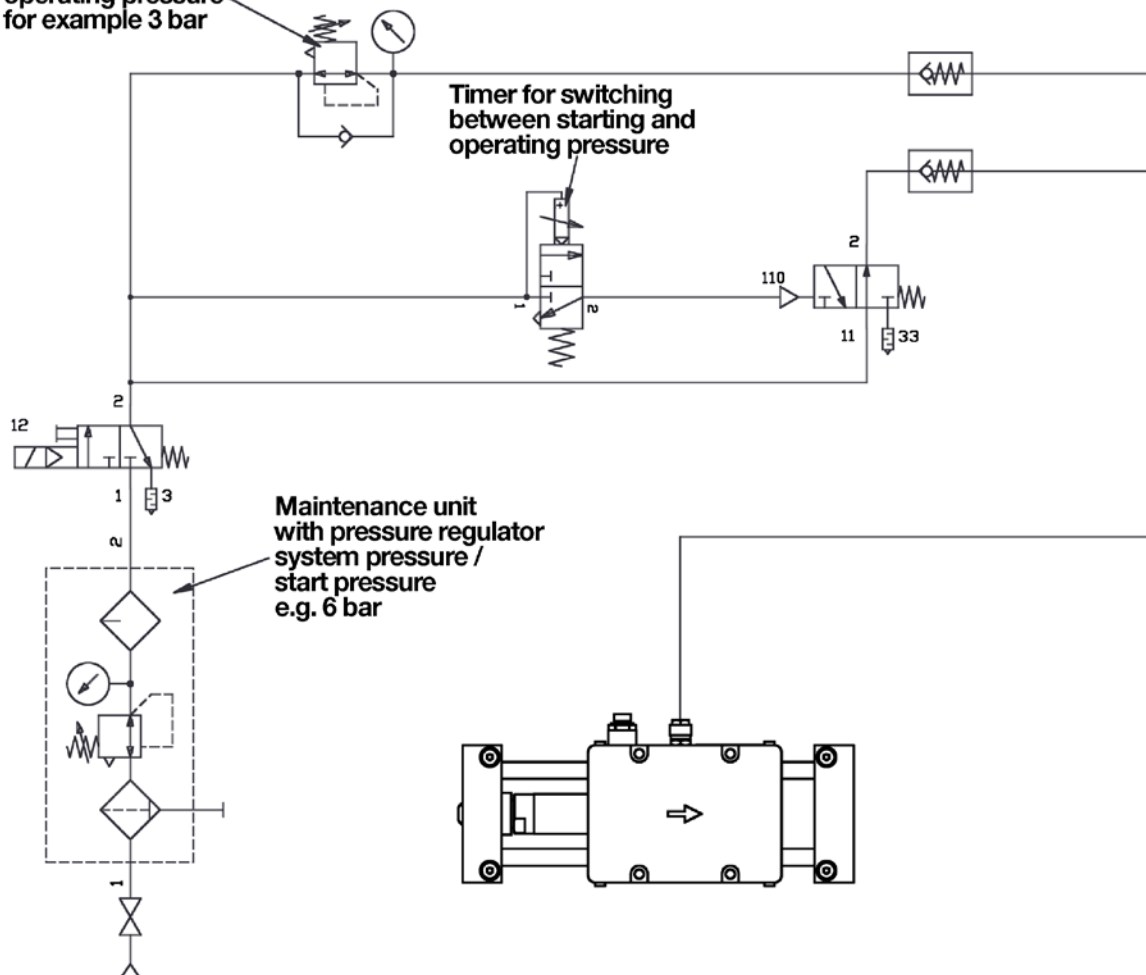 operating pressure
for example 3 bar
Timer for switching
between starting and
operating pressure
2
110
1
2
11
33
2
12
1
3
2
Maintenance unit
with pressure regulator
system pressure /
start pressure
e.g. 6 bar
1